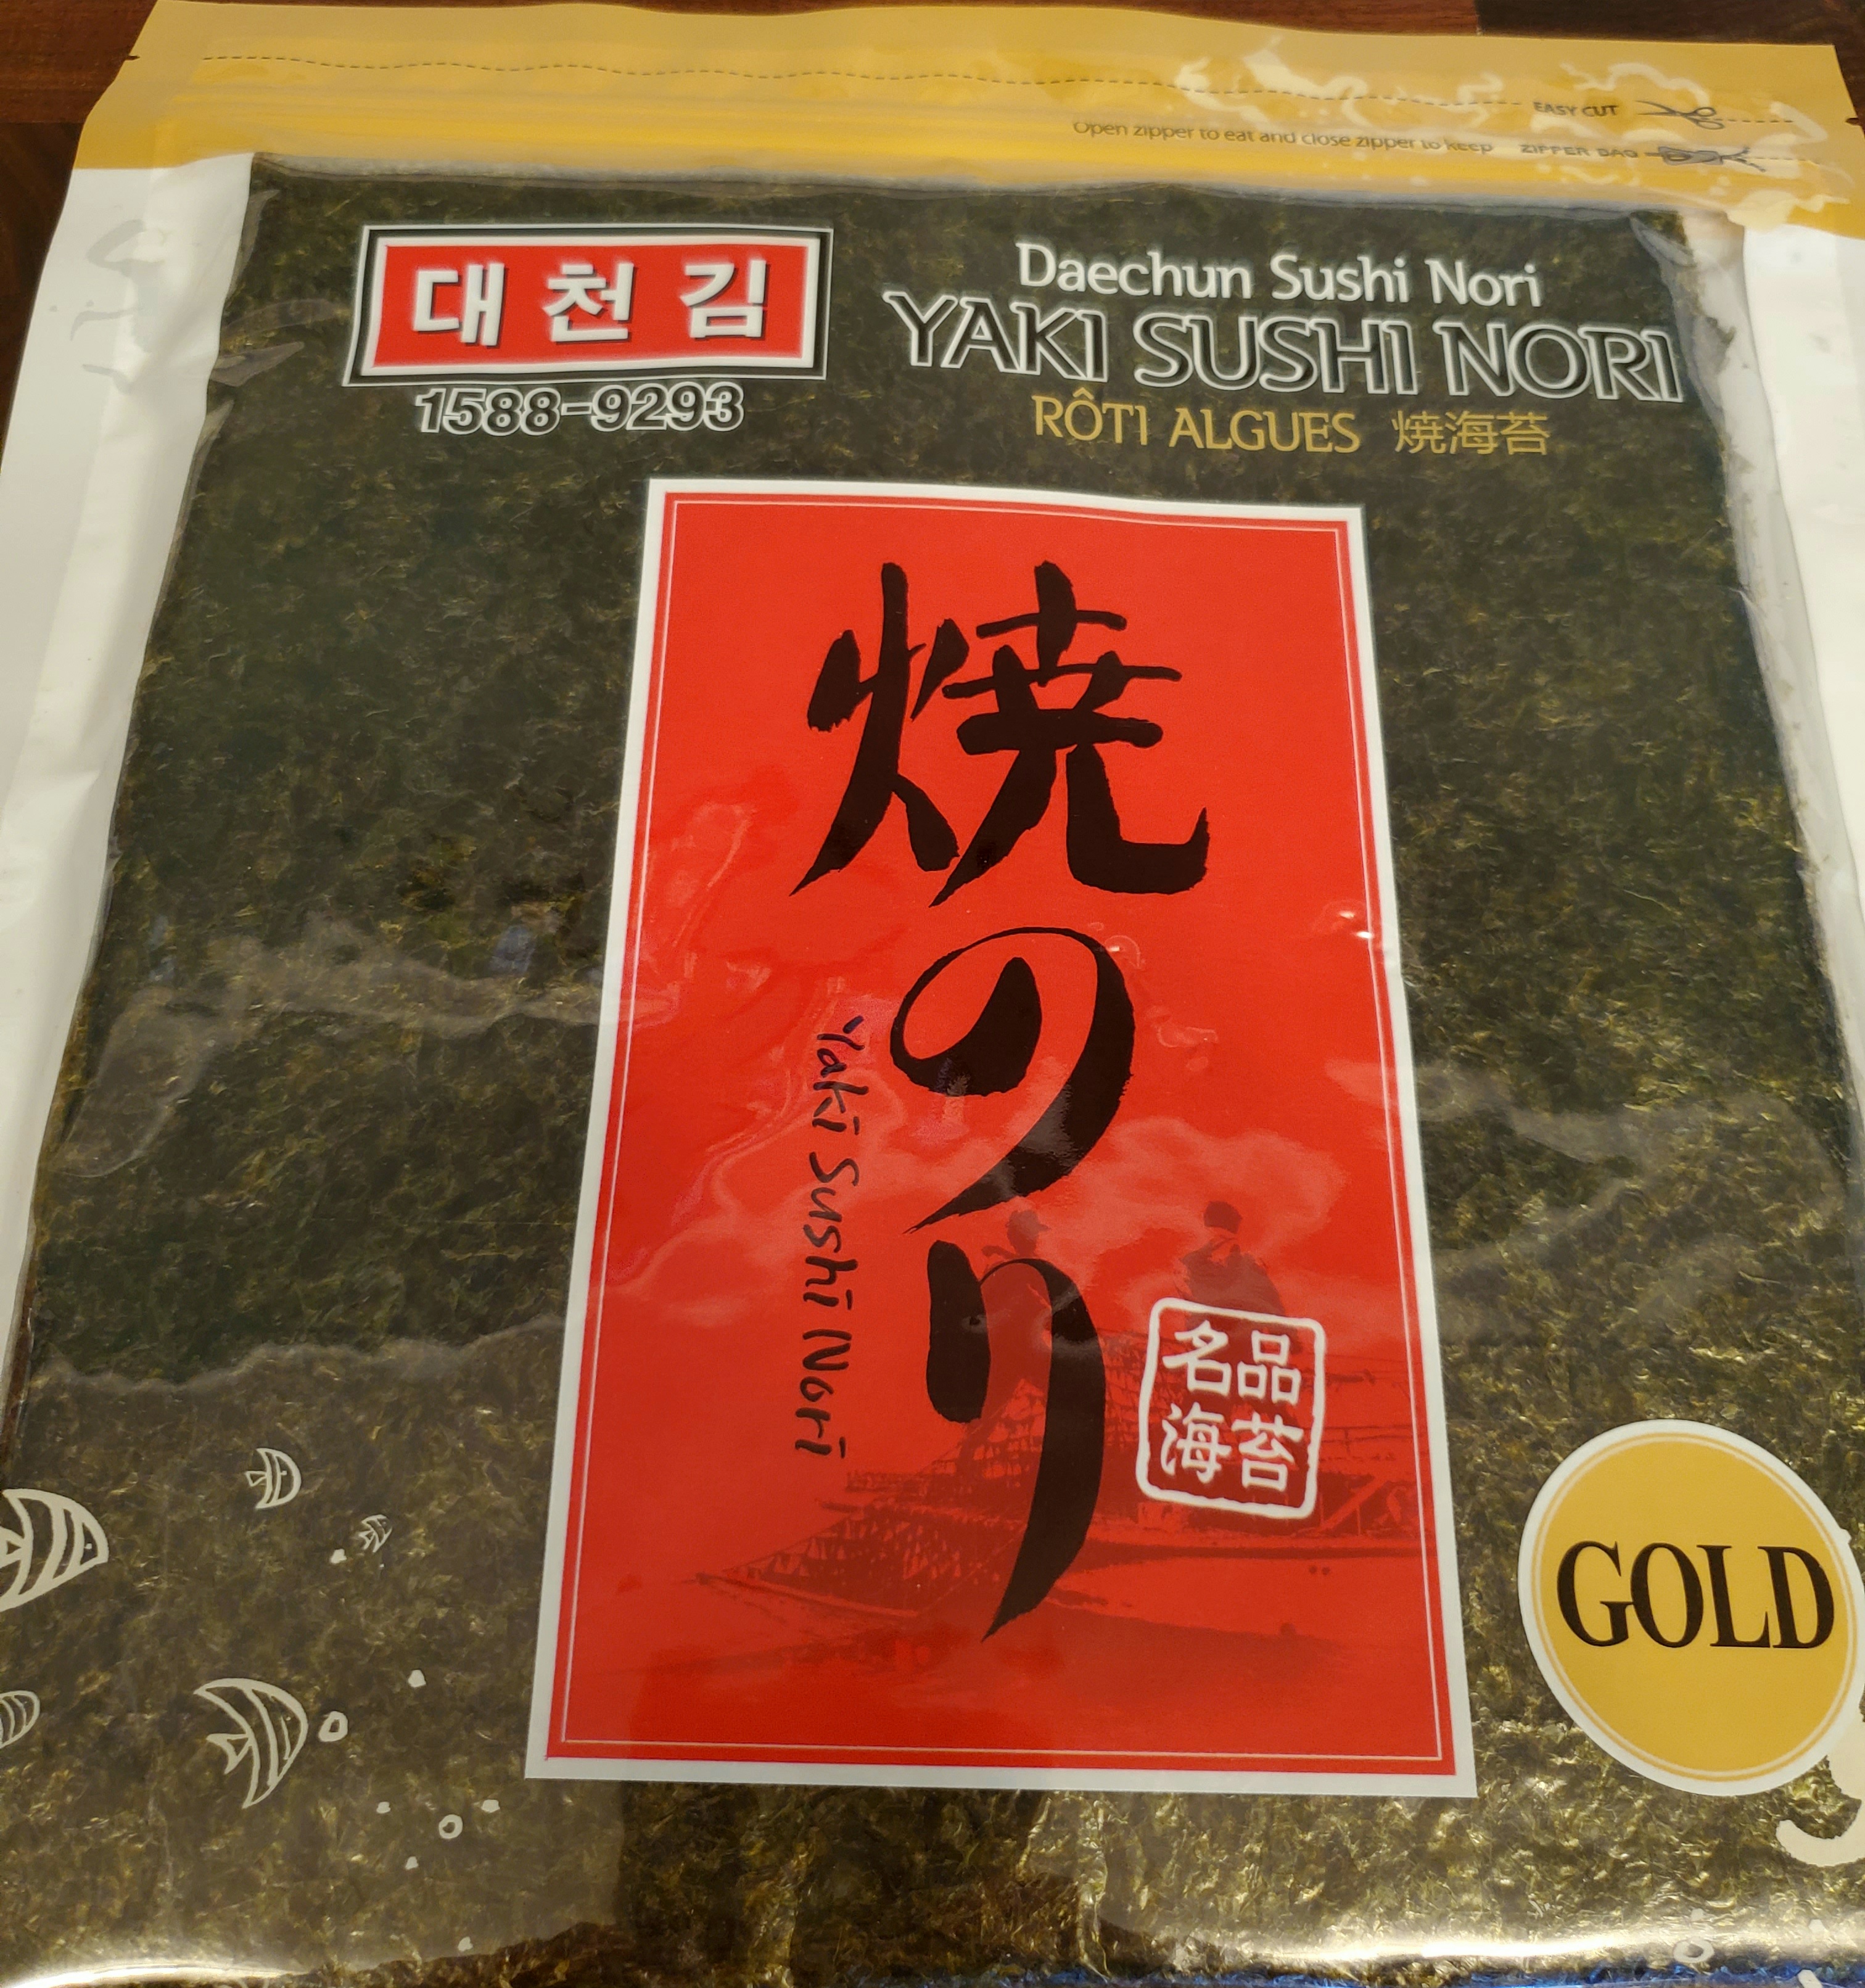 EASY CUT
Open zipper to eat and close zipper to keep ZIPPER BAG
대천김
1588-9293
Daechun Sushi Nori
YAKI SUSHI NORI
RÔTI ALGUES 焼海苔
焼のり
Yaki Sushi Nori
名品
海苔
GOLD